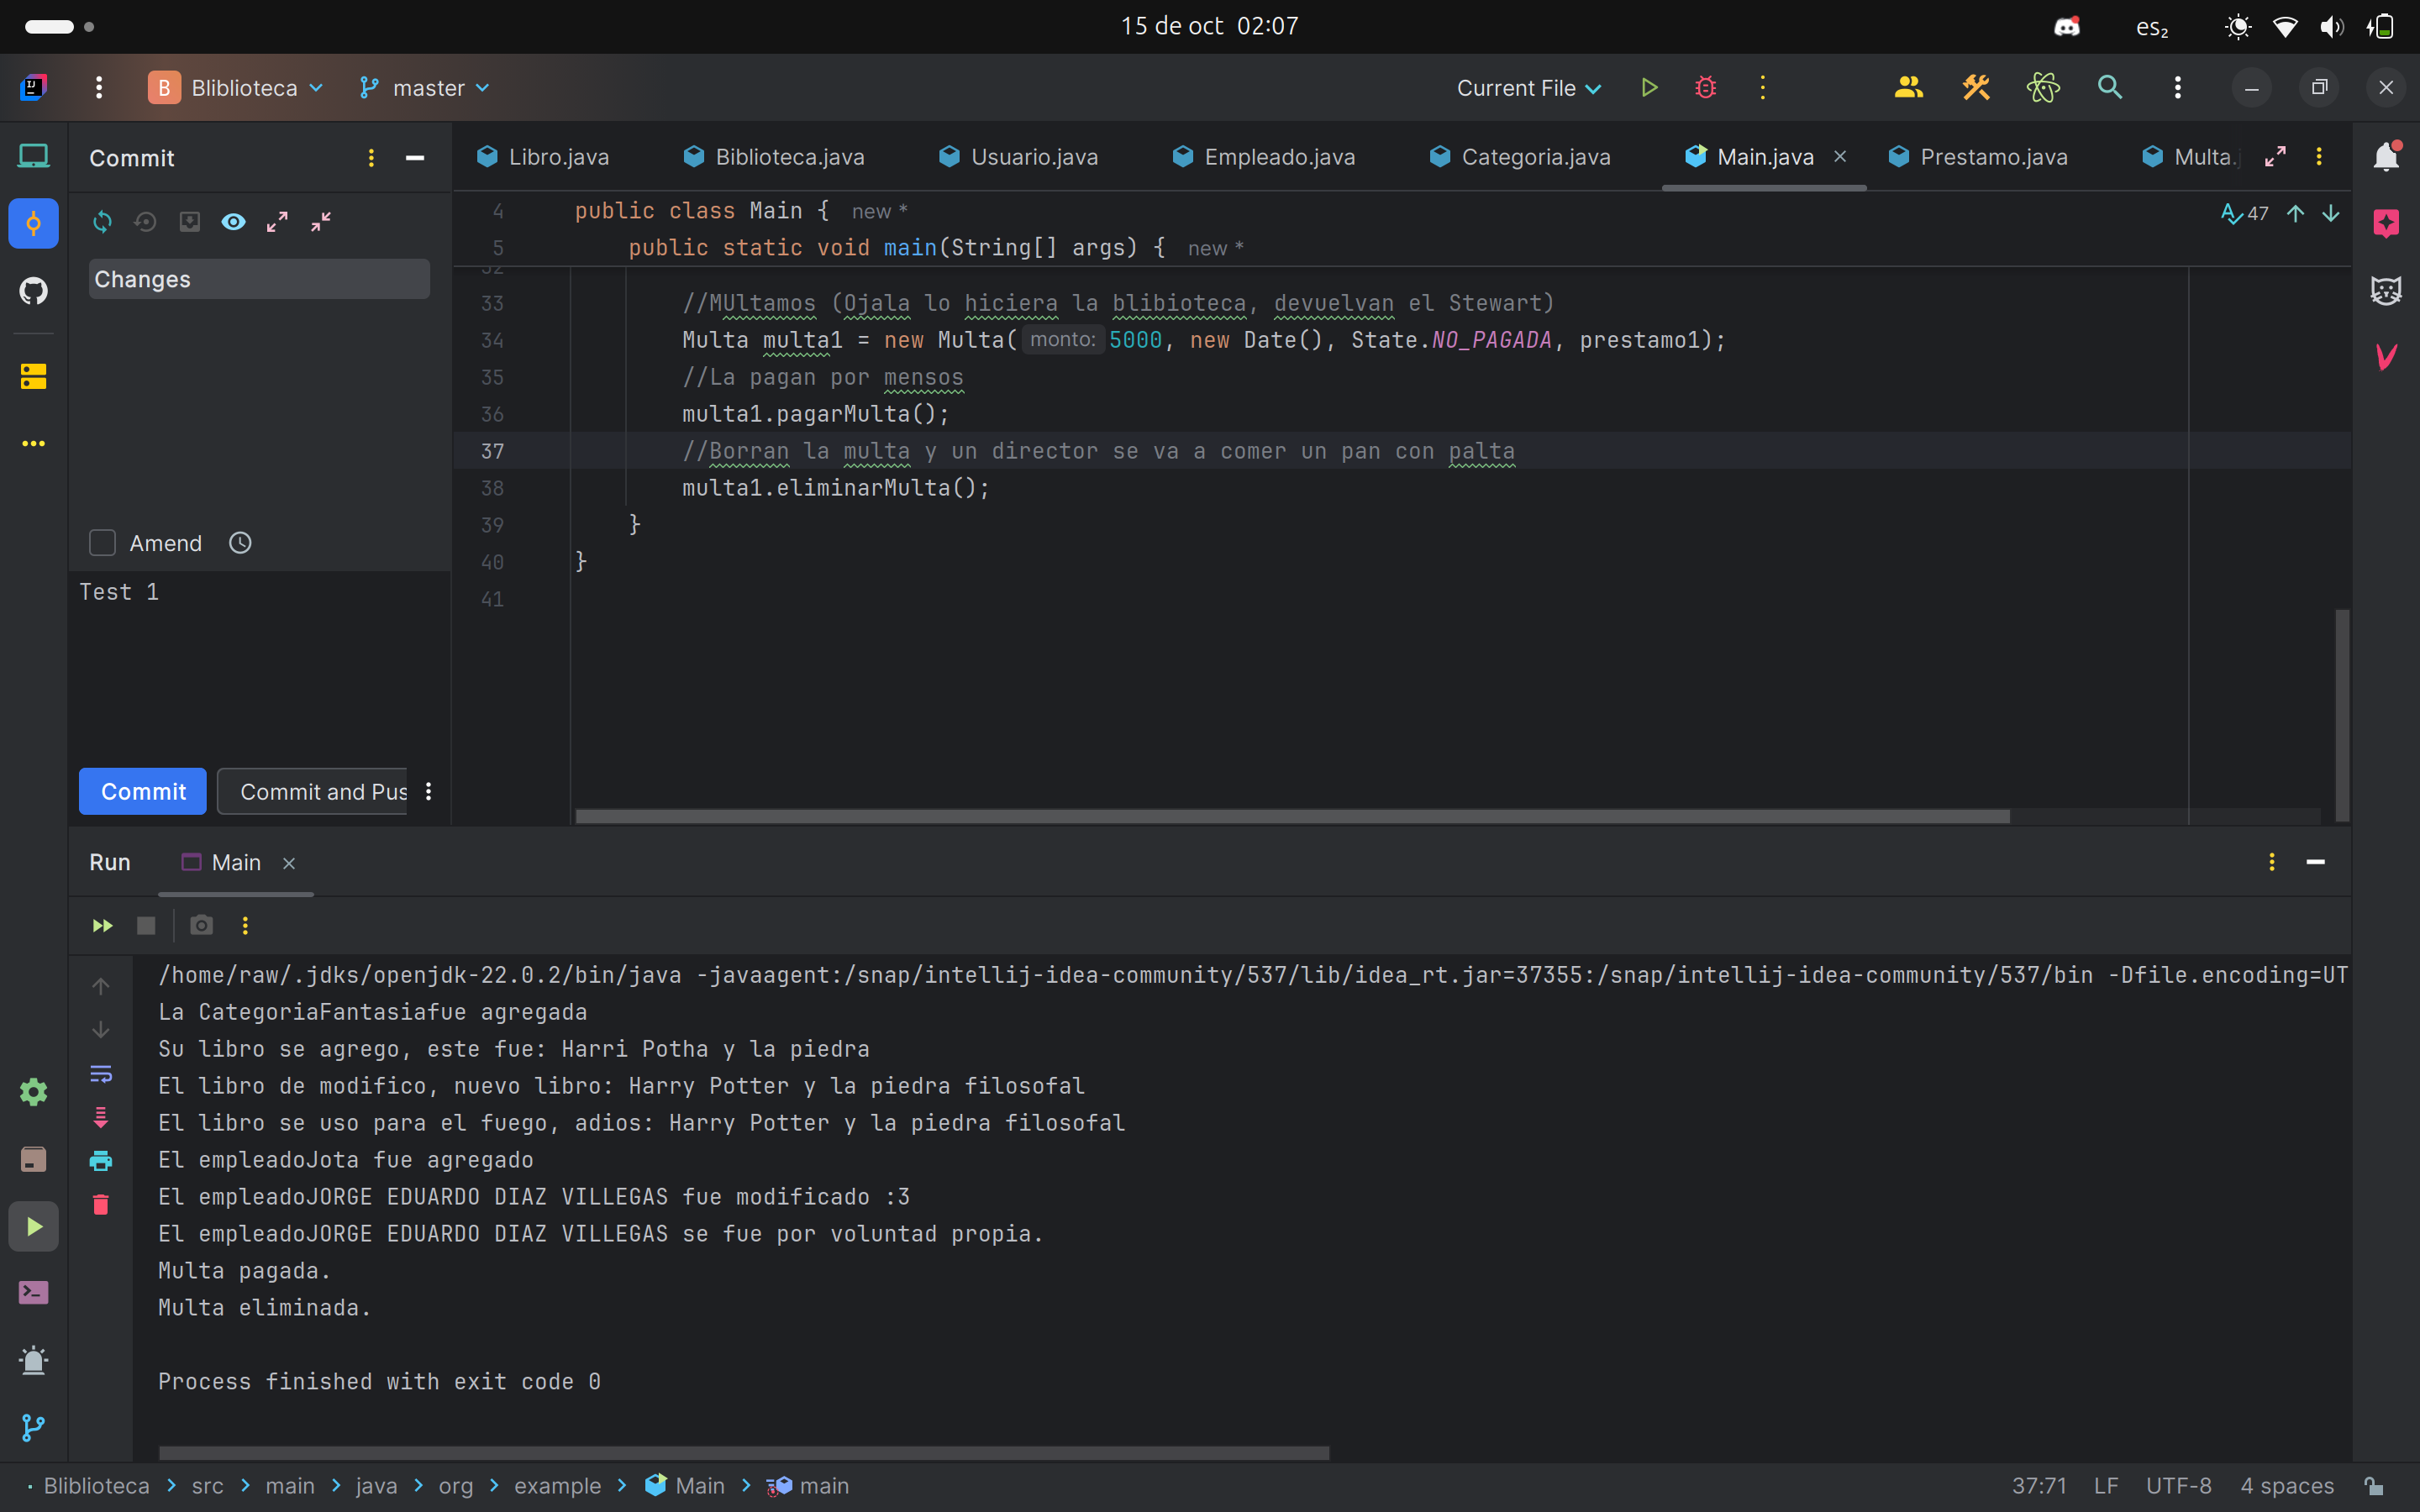 15 de oct 02:07
es₂
B Bliblioteca
master
Current File
Commit
Libro.java
Biblioteca.java
Usuario.java
Empleado.java
Categoria.java
Main.java
Prestamo.java
Multa.j
Changes
Amend
Test 1
Commit
Commit and Pus
47
4 public class Main { new *
5 public static void main(String[] args) { new *
32
33 //MUltamos (Ojala lo hiciera la blibioteca, devuelvan el Stewart)
34 Multa multa1 = new Multa( monto: 5000, new Date(), State.NO_PAGADA, prestamo1);
35 //La pagan por mensos
36 multa1.pagarMulta();
37 //Borran la multa y un director se va a comer un pan con palta
38 multa1.eliminarMulta();
39 }
40 }
41
Run
Main
/home/raw/.jdks/openjdk-22.0.2/bin/java -javaagent:/snap/intellij-idea-community/537/lib/idea_rt.jar=37355:/snap/intellij-idea-community/537/bin -Dfile.encoding=UT
La CategoriaFantasiafue agregada
Su libro se agrego, este fue: Harri Potha y la piedra
El libro de modifico, nuevo libro: Harry Potter y la piedra filosofal
El libro se uso para el fuego, adios: Harry Potter y la piedra filosofal
El empleadoJota fue agregado
El empleadoJORGE EDUARDO DIAZ VILLEGAS fue modificado :3
El empleadoJORGE EDUARDO DIAZ VILLEGAS se fue por voluntad propia.
Multa pagada.
Multa eliminada.
Process finished with exit code 0
Bliblioteca > src > main > java > org > example > Main > main
37:71 LF UTF-8 4 spaces